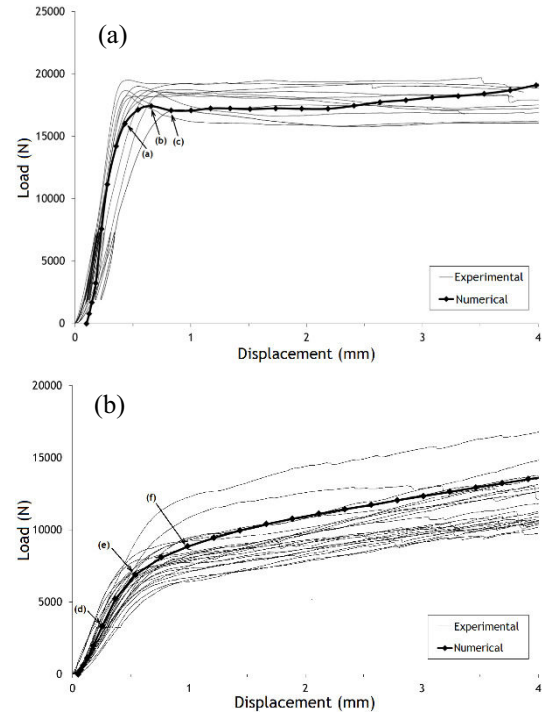 (a)
25000
20000
15000
10000
5000
0
Load (N)
(a)
(b)
(c)
Experimental
Numerical
0 1 2 3 4
Displacement (mm)
(b)
20000
15000
10000
5000
0
Load (N)
(f)
(e)
(d)
Experimental
Numerical
0 1 2 3 4
Displacement (mm)